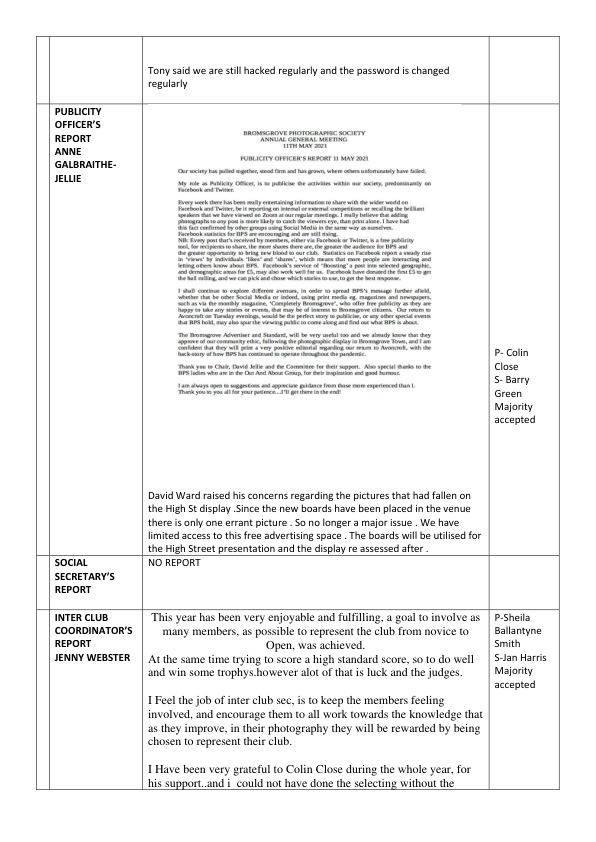 Tony said we are still hacked regularly and the password is changed
regularly
PUBLICITY
OFFICER'S
REPORT
ANNE
GALBRAITHE-
JELLIE
BROMSGROVE PHOTOGRAPHIC SOCIETY
ANNUAL GENERAL MEETING
11TH MAY 2021
PUBLICITY OFFICER'S REPORT 11 MAY 2021
Our society has pulled together, stood firm and has grown, where others unfortunately have failed.
My role as Publicity Officer, is to publicise the activities within our society, predominantly on
Facebook and Twitter.
Every week there has been really entertaining information to share with the wider world on
Facebook and Twitter, be it reporting on internal or external competitions or recalling the brilliant
speakers that we have viewed on Zoom at our regular meetings. I really believe that adding
photographs to any post is more likely to catch the viewers eye, than print alone. I have had
this fact confirmed by other groups using Social Media in the same way as ourselves.
Facebook statistics for BPS are encouraging and are still rising.
NB: Every post that's received by members, either via Facebook or Twitter, is a free publicity
tool, for recipients to share, the more shares there are, the greater the audience for BPS and
the greater opportunity to bring new blood to our club. Statistics on Facebook report a steady rise
in 'views' by individuals 'likes' and 'shares', which means that more people are interacting and
letting others know about BPS. Facebook's service of 'Boosting' a post into selected geographic,
and demographic areas for £5, may also work well for us. Facebook have donated the first £5 to get
the ball rolling, and we can pick and chose which stories to use, to get the best response.
I shall continue to explore different avenues, in order to spread BPS's message further afield,
whether that be other Social Media or indeed, using print media eg. magazines and newspapers,
such as via the monthly magazine, 'Completely Bromsgrove', who offer free publicity as they are
happy to take any stories or events, that may be of interest to Bromsgrove citizens. Our return to
Avoncroft on Tuesday evenings, would be the perfect story to publicise, or any other special events
that BPS hold, may also spur the viewing public to come along and find out what BPS is about.
The Bromsgrove Advertiser and Standard, will be very useful too and we already know that they
approve of our community ethic, following the photographic display in Bromsgrove Town, and I am
confident that they will print a very positive editorial regarding our return to Avoncroft, with the
back-story of how BPS has continued to operate throughout the pandemic.
Thank you to Chair, David Jellie and the Committee for their support. Also special thanks to the
BPS ladies who are in the Out And About Group, for their inspiration and good humour.
I am always open to suggestions and appreciate guidance from those more experienced than I.
Thank you to you all for your patience...I'll get there in the end!
David Ward raised his concerns regarding the pictures that had fallen on
the High St display .Since the new boards have been placed in the venue
there is only one errant picture . So no longer a major issue . We have
limited access to this free advertising space . The boards will be utilised for
the High Street presentation and the display re assessed after .
P- Colin
Close
S- Barry
Green
Majority
accepted
SOCIAL
SECRETARY'S
REPORT
NO REPORT
INTER CLUB
COORDINATOR'S
REPORT
JENNY WEBSTER
This year has been very enjoyable and fulfilling, a goal to involve as
many members, as possible to represent the club from novice to
Open, was achieved.
At the same time trying to score a high standard score, so to do well
and win some trophys.however alot of that is luck and the judges.
I Feel the job of inter club sec, is to keep the members feeling
involved, and encourage them to all work towards the knowledge that
as they improve, in their photography they will be rewarded by being
chosen to represent their club.
I Have been very grateful to Colin Close during the whole year, for
his support..and i could not have done the selecting without the
P-Sheila
Ballantyne
Smith
S-Jan Harris
Majority
accepted